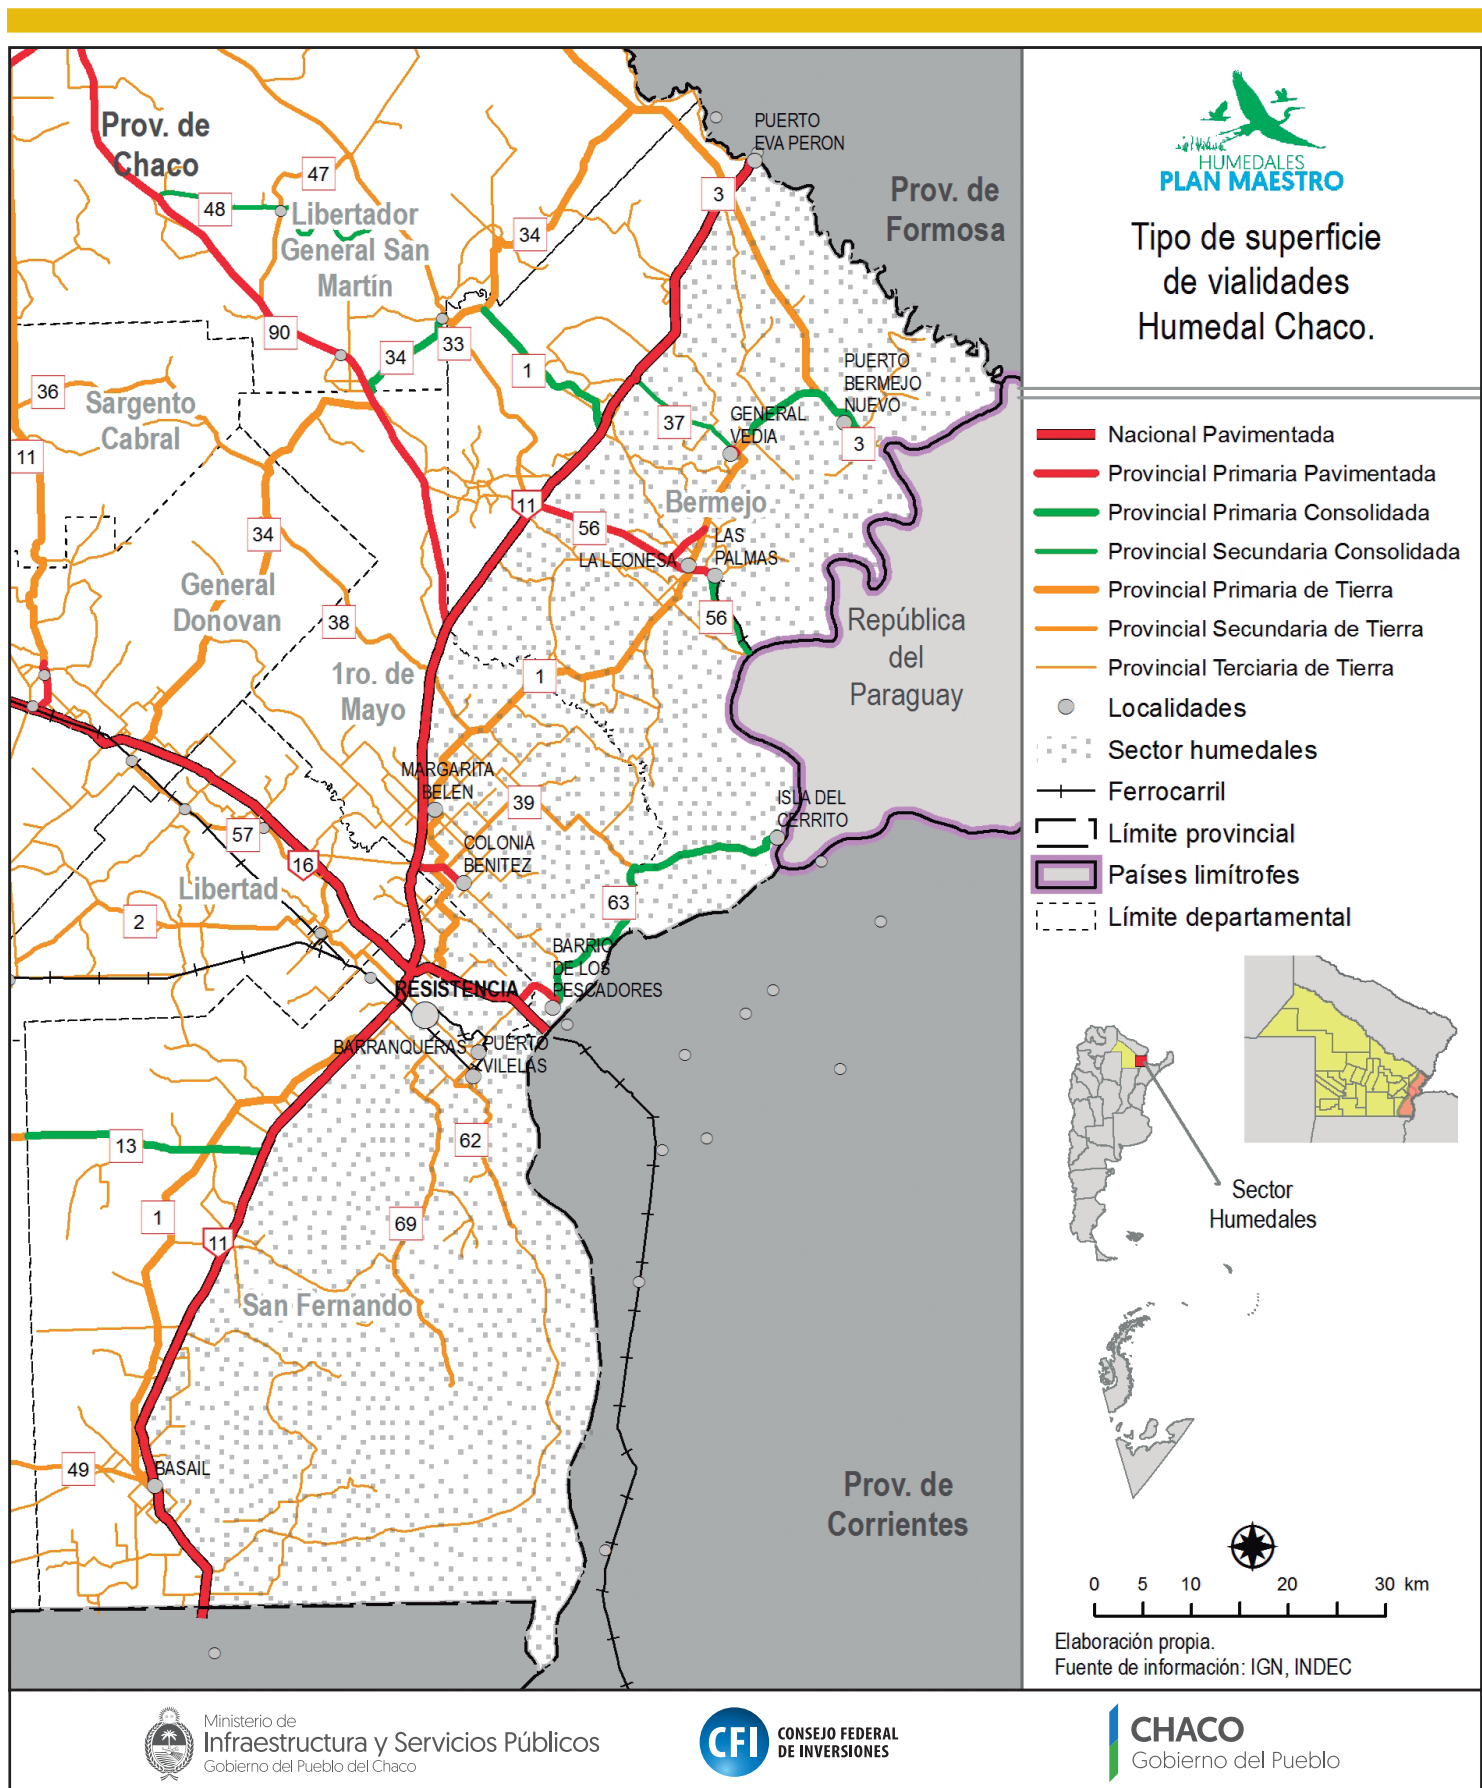 Prov. de
Chaco
47
48
Libertador
General San
Martín
34
3
PUERTO
EVA PERON
Prov. de
Formosa
90
34
33
1
36
Sargento
Cabral
11
37
GENERAL
VEDIA
PUERTO
BERMEJO
NUEVO
3
Bermejo
11
56
LAS
PALMAS
LA LEONESA
56
34
General
Donovan
38
1ro. de
Mayo
1
República
del
Paraguay
MARGARITA
BELEN
39
ISLA DEL
CERRITO
COLONIA
BENITEZ
57
16
Libertad
2
63
BARRIO
DE LOS
PESCADORES
RESISTENCIA
BARRANQUERAS
PUERTO
VILELAS
13
62
1
11
69
San Fernando
49
BASAIL
Prov. de
Corrientes
HUMEDALES
PLAN MAESTRO
Tipo de superficie
de vialidades
Humedal Chaco.
Nacional Pavimentada
Provincial Primaria Pavimentada
Provincial Primaria Consolidada
Provincial Secundaria Consolidada
Provincial Primaria de Tierra
Provincial Secundaria de Tierra
Provincial Terciaria de Tierra
Localidades
Sector humedales
Ferrocarril
Límite provincial
Países limítrofes
Límite departamental
Sector
Humedales
0 5 10 20 30 km
Elaboración propia.
Fuente de información: IGN, INDEC
Ministerio de
Infraestructura y Servicios Públicos
Gobierno del Pueblo del Chaco
CFI
CONSEJO FEDERAL
DE INVERSIONES
CHACO
Gobierno del Pueblo